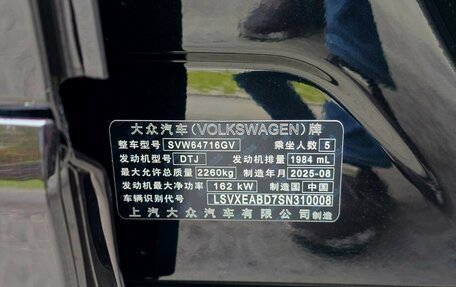 大众汽车(VOLKSWAGEN)牌
整车型号 SVW64716GV 乘坐人数 5
发动机型号 DTJ 发动机排量 1984 mL
最大允许总质量 2260kg 制造年月 2025-08
发动机最大净功率 162 kW 制造国 中国
车辆识别代号 LSVXEABD7SN310008
上汽大众汽车有限公司制造